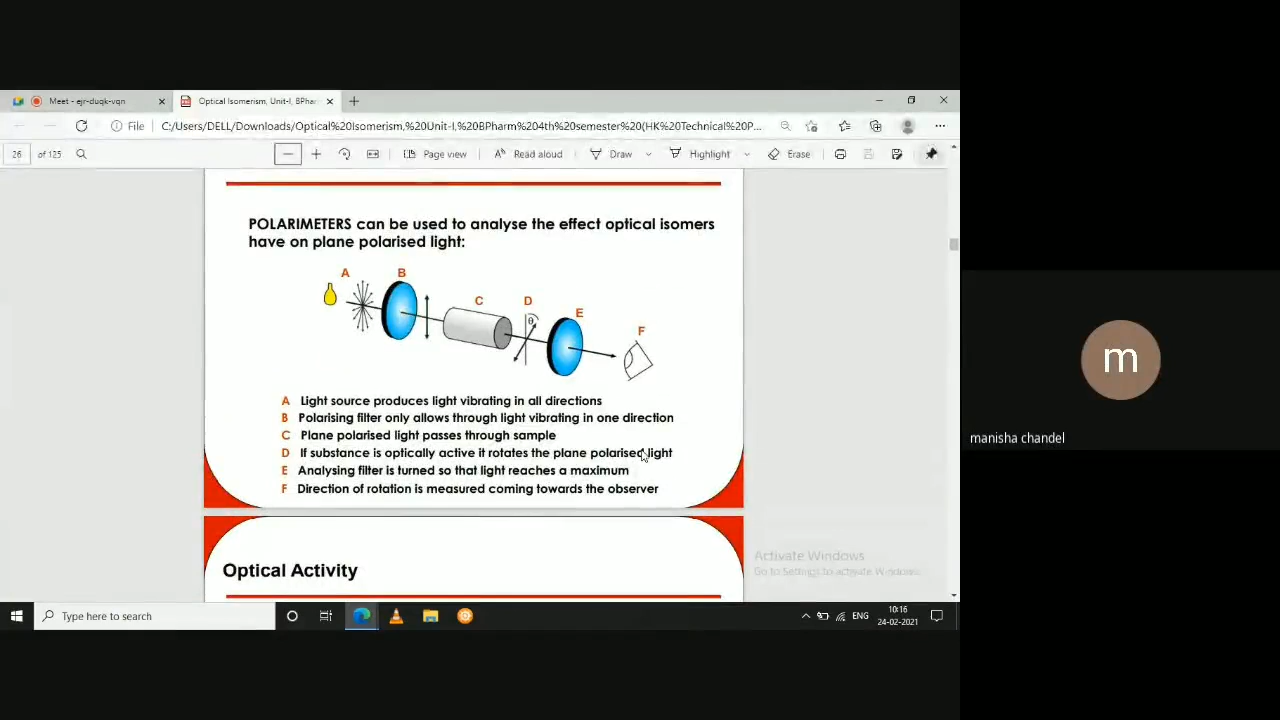 Meet - ejr-duqk-vqn
Optical Isomerism, Unit-I, BPhar
File
C:/Users/DELL/Downloads/Optical%20Isomerism,%20Unit-I,%20BPharm%204th%20semester%20(HK%20Technical%20P...
26 of 125
Page view
Read aloud
Draw
Highlight
Erase
POLARIMETERS can be used to analyse the effect optical isomers
have on plane polarised light:
A B C D E F
θ
A Light source produces light vibrating in all directions
B Polarising filter only allows through light vibrating in one direction
C Plane polarised light passes through sample
D If substance is optically active it rotates the plane polarised light
E Analysing filter is turned so that light reaches a maximum
F Direction of rotation is measured coming towards the observer
Optical Activity
Activate Windows
Go to Settings to activate Windows.
m
manisha chandel
Type here to search
ENG
10:16
24-02-2021